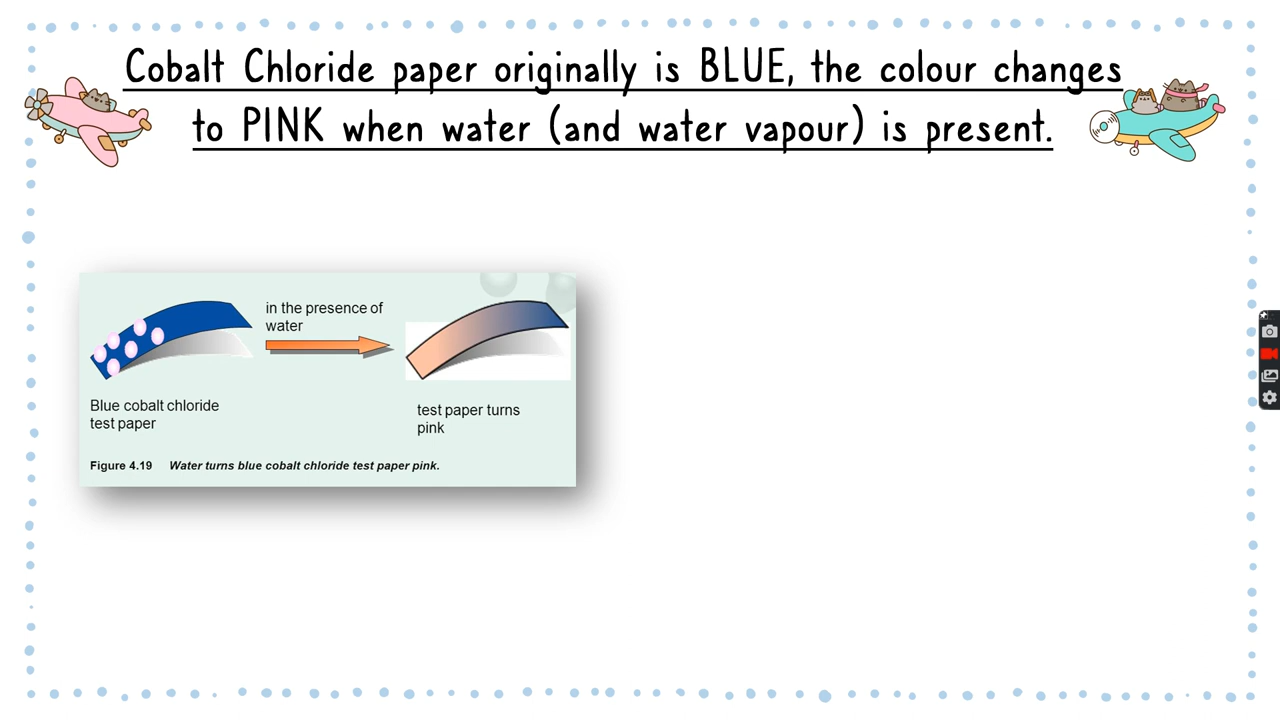 Cobalt Chloride paper originally is BLUE, the colour changes
to PINK when water (and water vapour) is present.
in the presence of
water
Blue cobalt chloride
test paper
test paper turns
pink
Figure 4.19 Water turns blue cobalt chloride test paper pink.